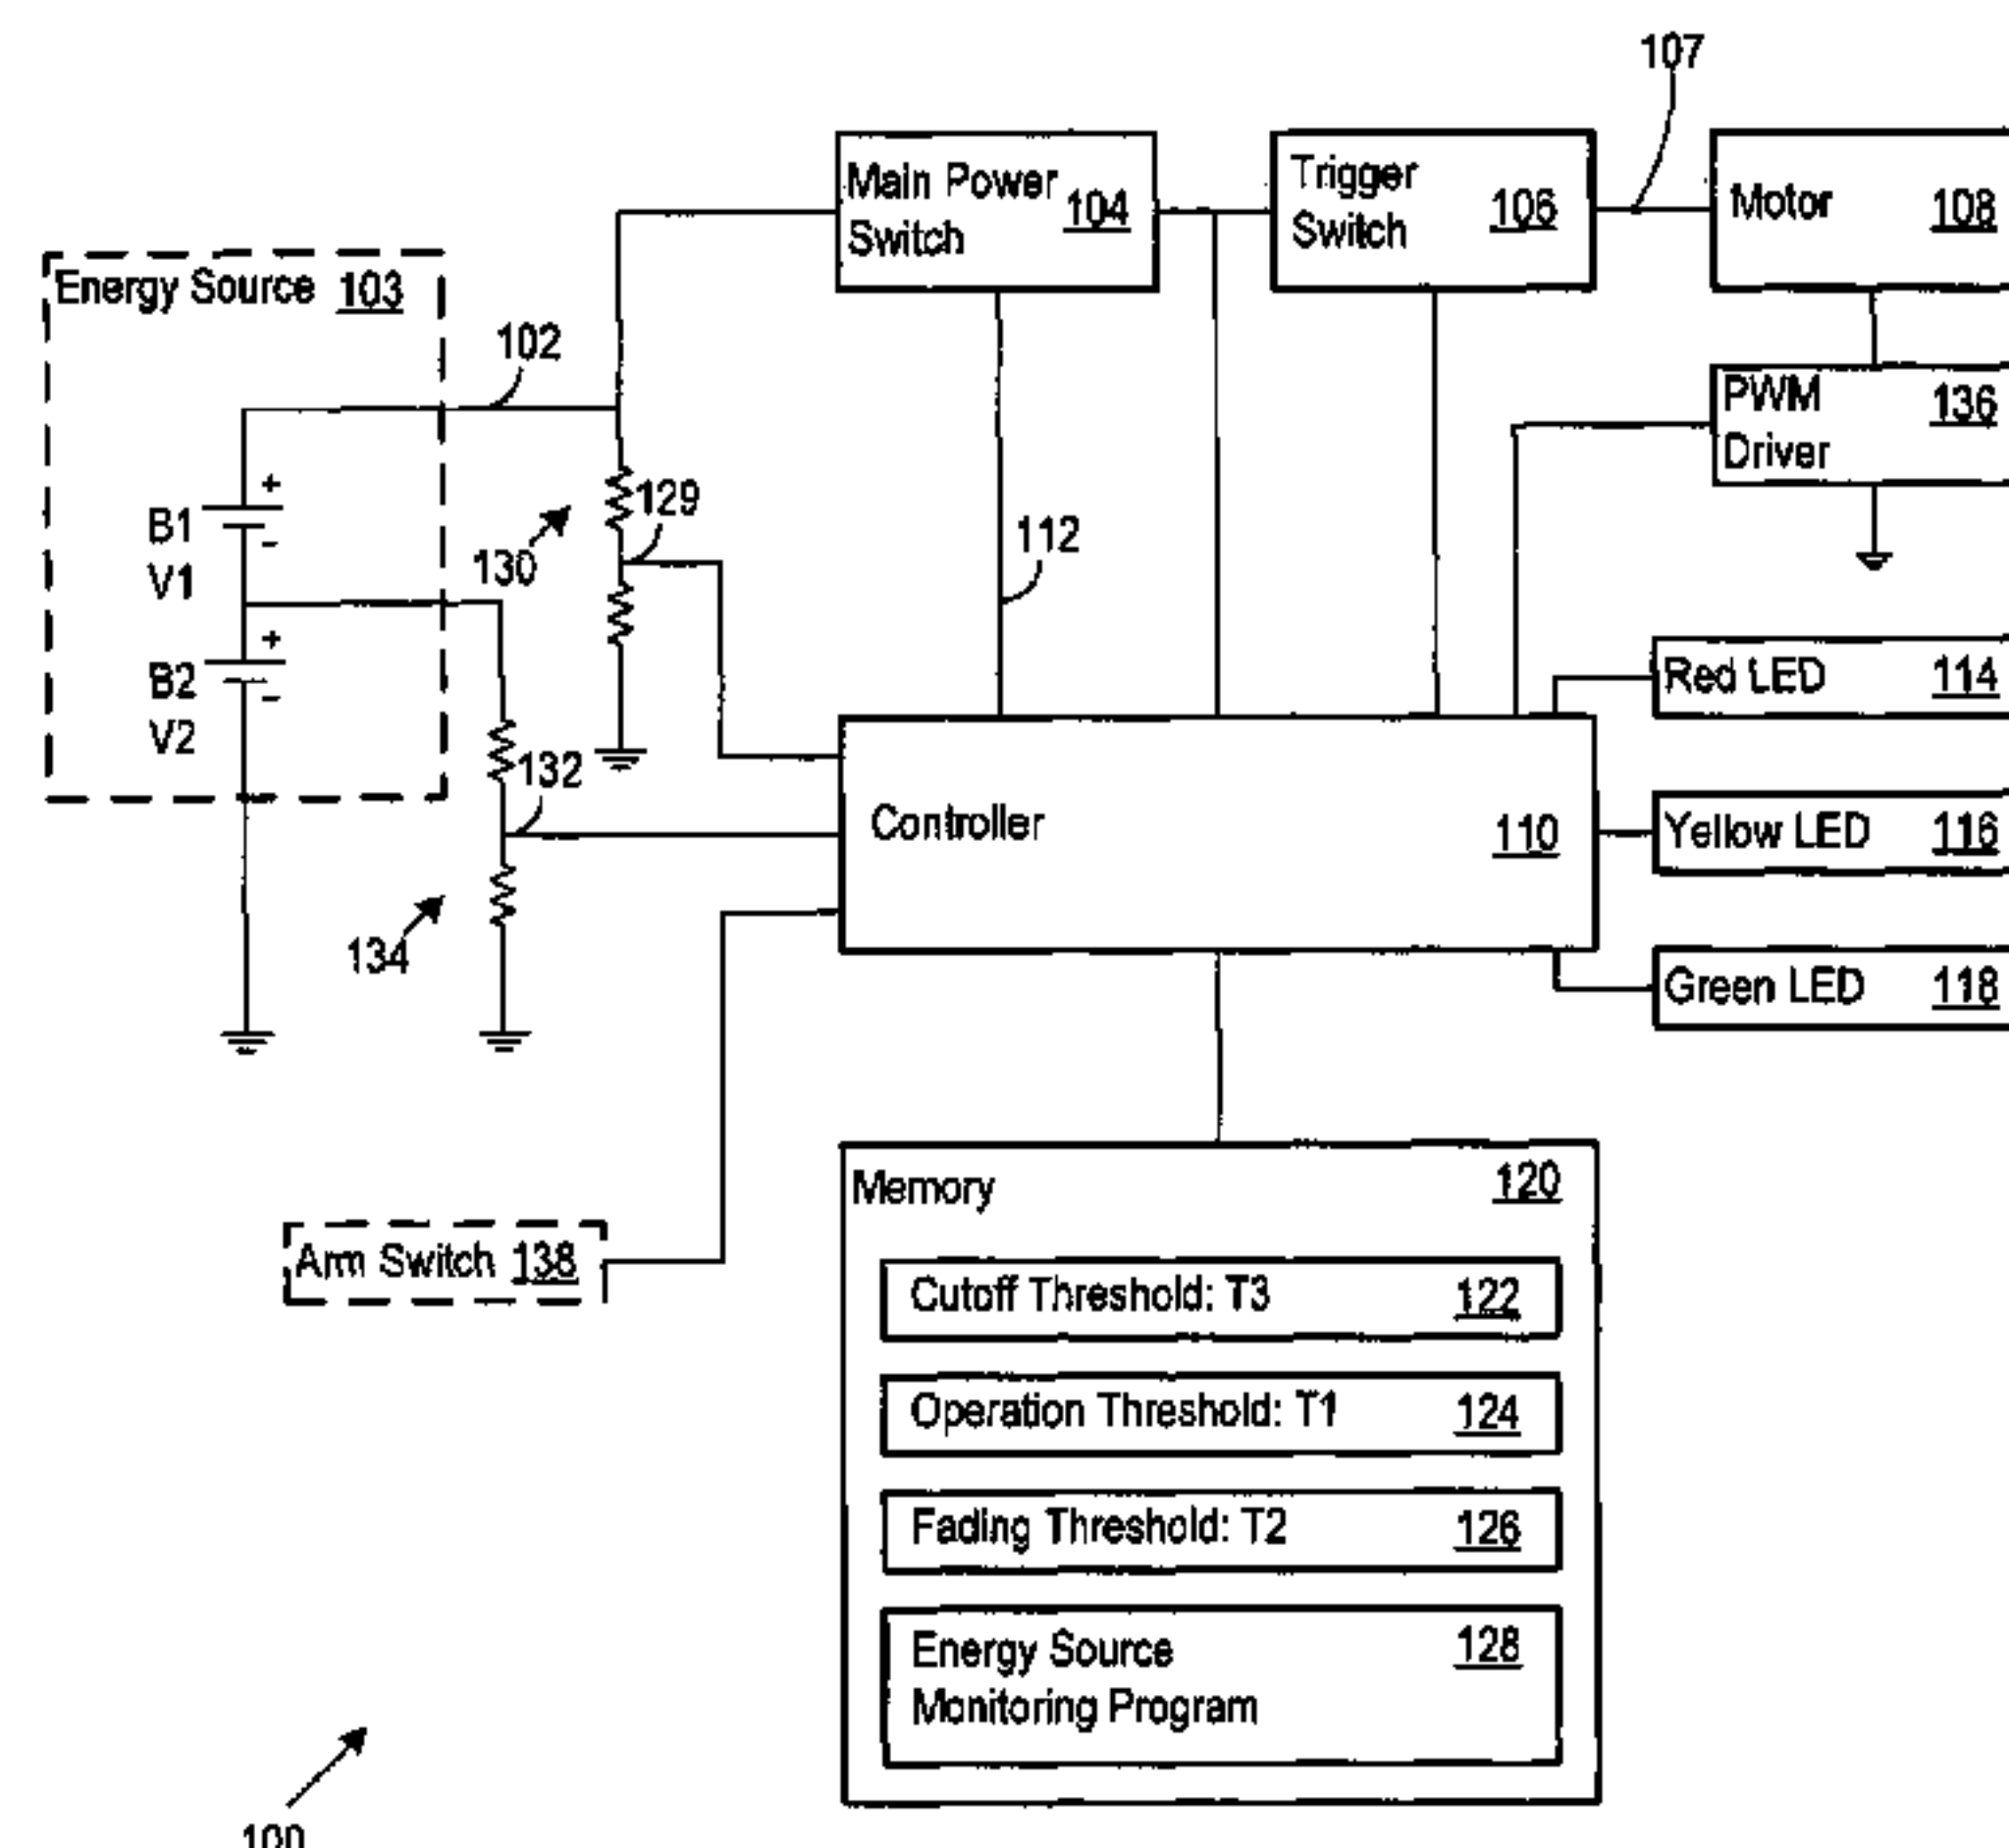 107
Main Power
Switch 104
Trigger
Switch 106
Motor 108
Energy Source 103
102
PWM
Driver 136
+
B1
-
V1
129
130
112
+
B2
-
V2
132
134
Red LED 114
Controller 110
Yellow LED 116
Green LED 118
Memory 120
Arm Switch 138
Cutoff Threshold: T3 122
Operation Threshold: T1 124
Fading Threshold: T2 126
Energy Source 128
Monitoring Program
100